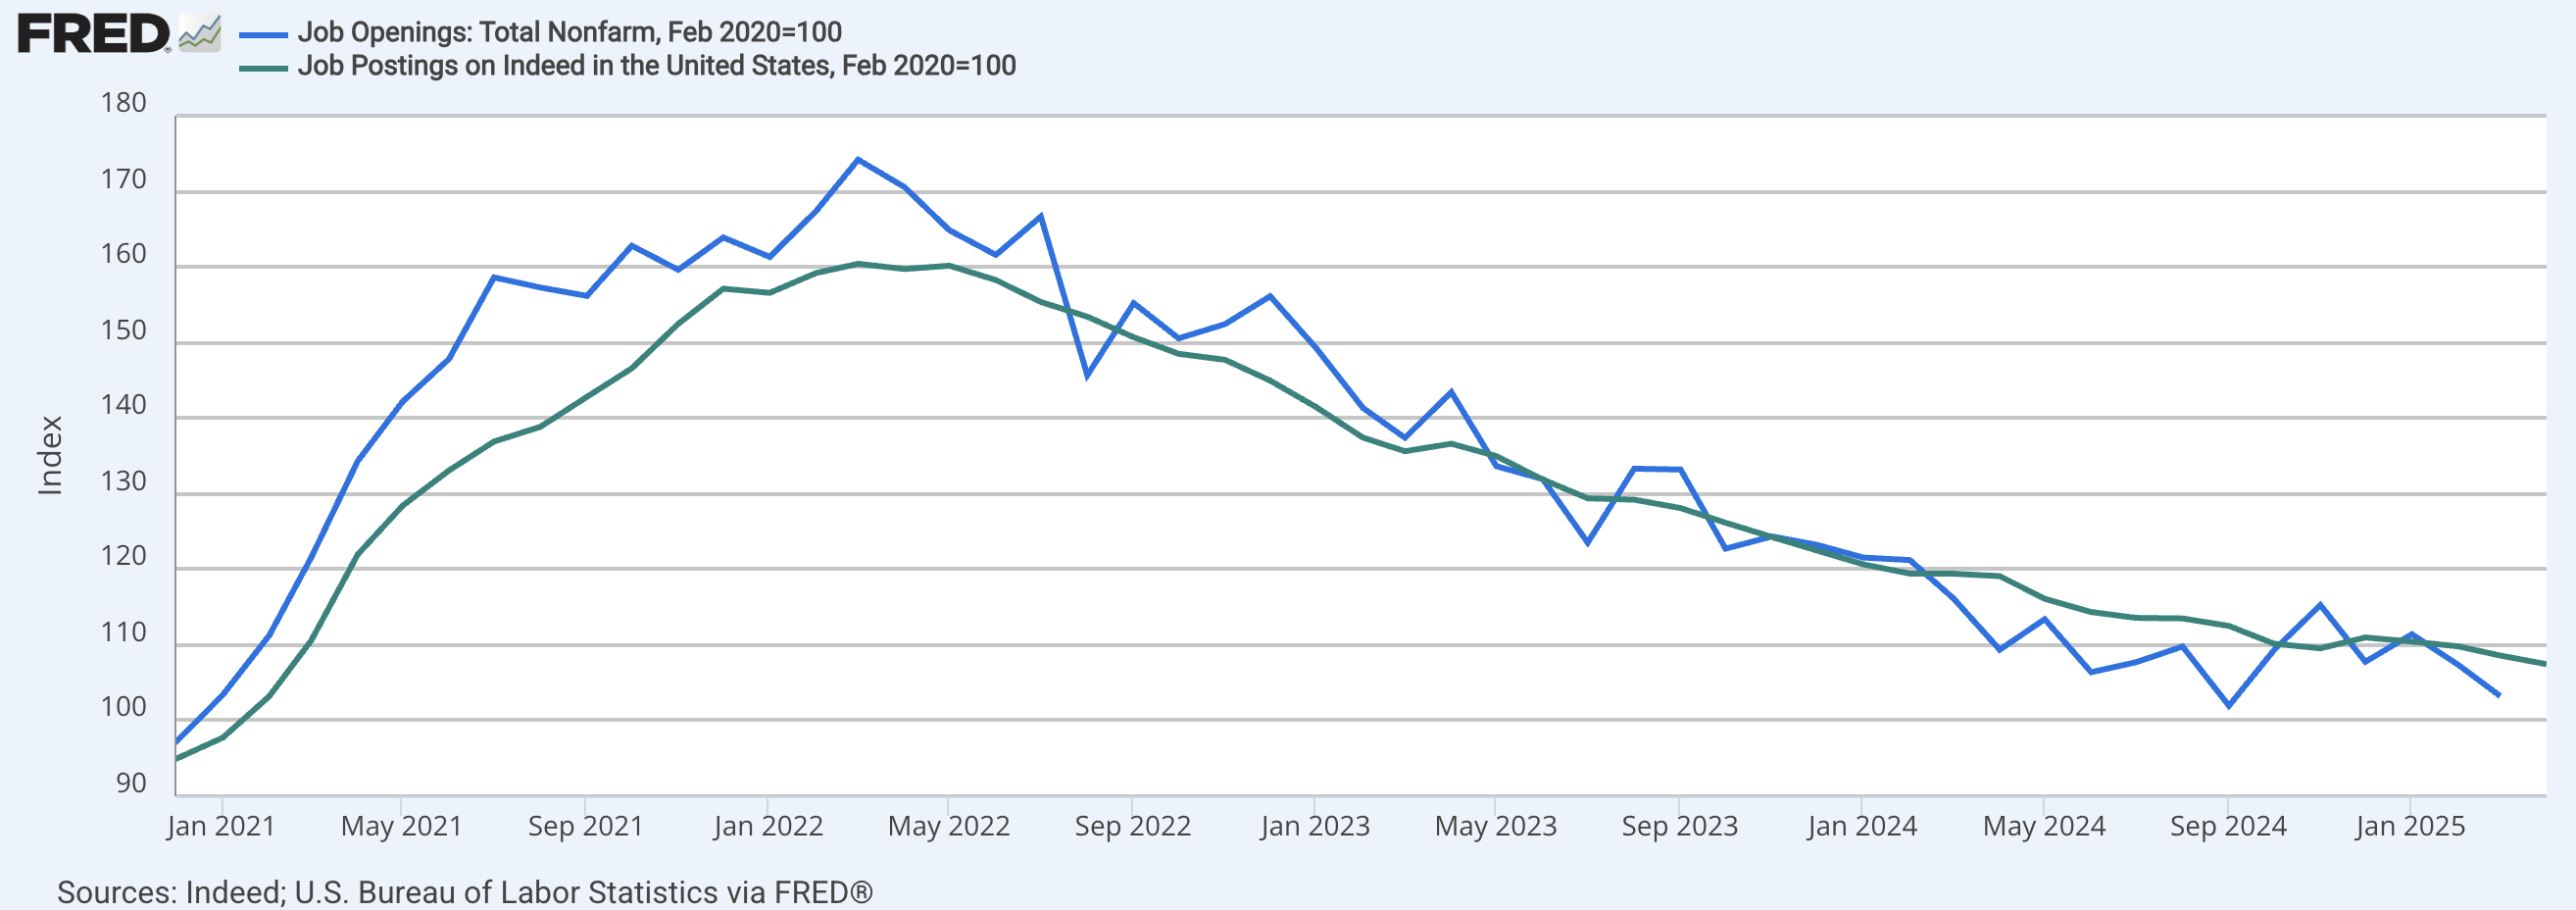 FRED®
Job Openings: Total Nonfarm, Feb 2020=100
Job Postings on Indeed in the United States, Feb 2020=100
180
170
160
150
140
130
120
110
100
90
Index
Jan 2021 May 2021 Sep 2021 Jan 2022 May 2022 Sep 2022 Jan 2023 May 2023 Sep 2023 Jan 2024 May 2024 Sep 2024 Jan 2025
Sources: Indeed; U.S. Bureau of Labor Statistics via FRED®